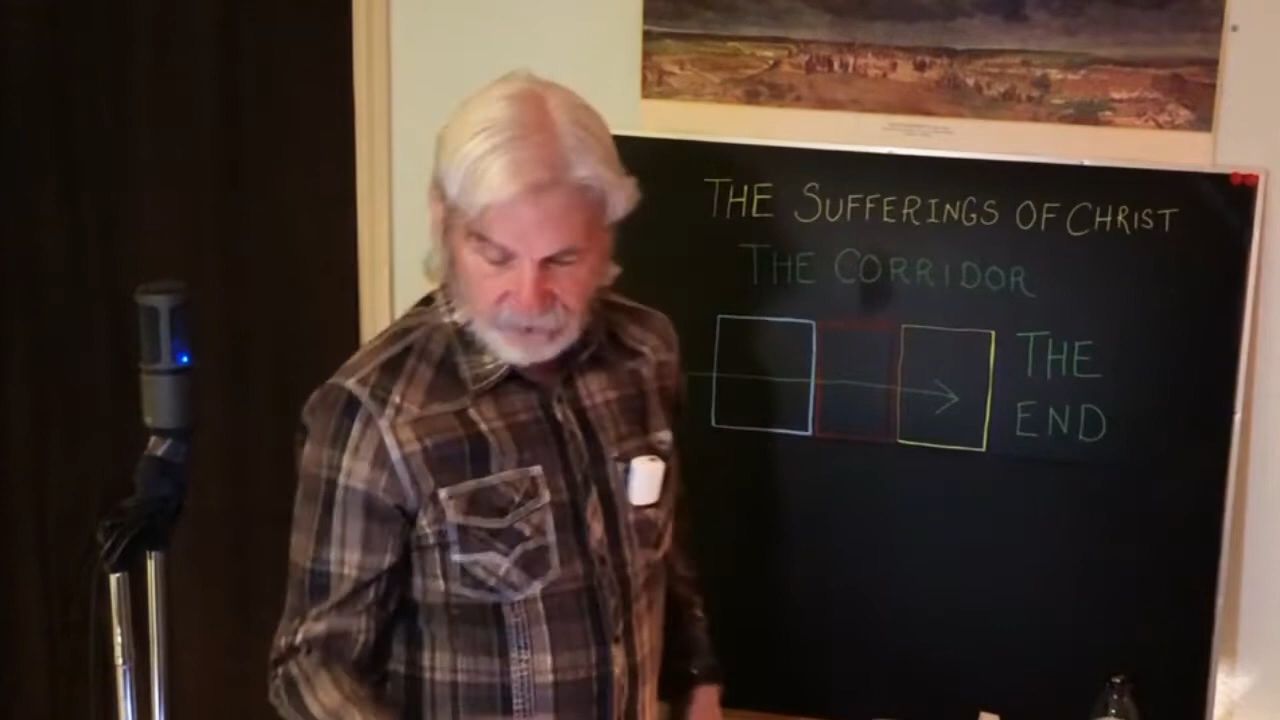 THE SUFFERINGS OF CHRIST
THE CORRIDOR
THE
END